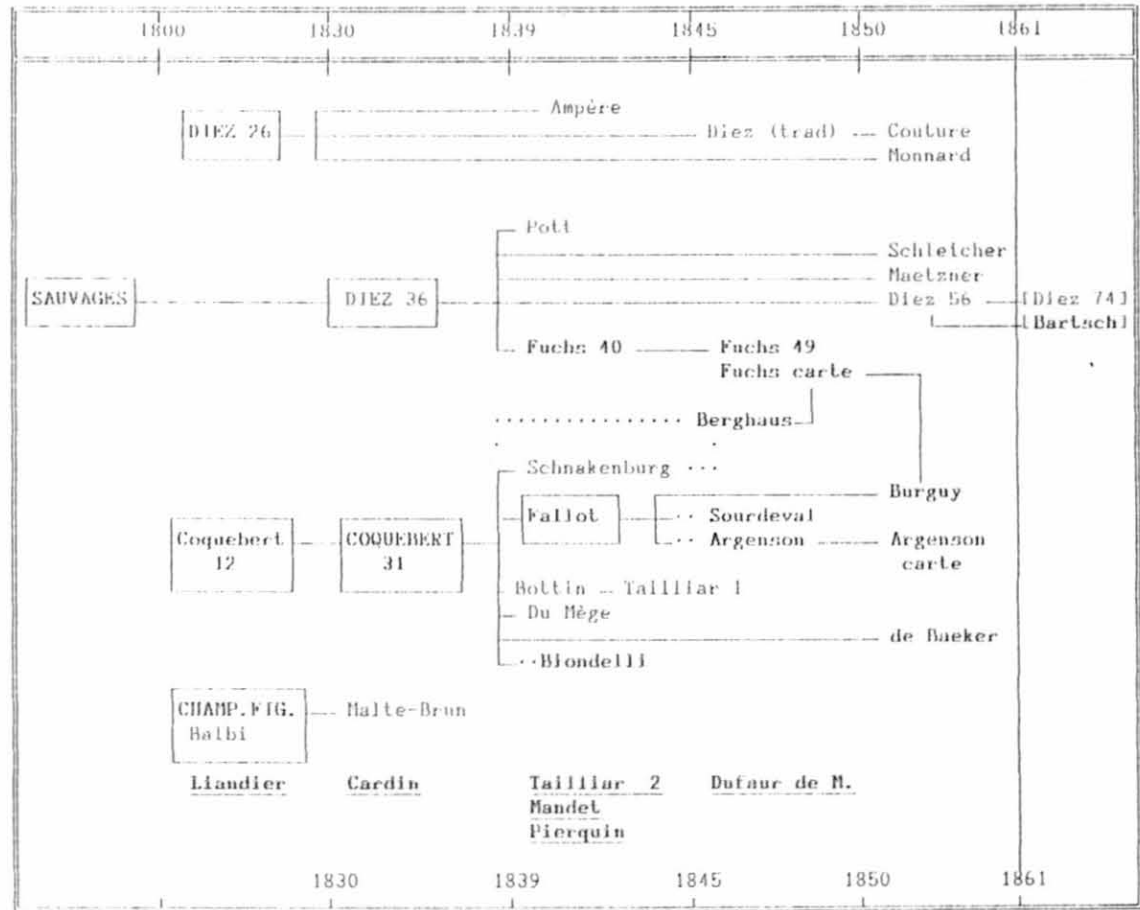 1800 1830 1839 1845 1850 1861
Ampère
DIEZ 26 Diez (trad) Couture
Monnard
Pott
Schleicher
Maetzner
SAUVAGES DIEZ 36 Diez 56 [Diez 74]
[Bartsch]
Fuchs 40 Fuchs 49
Fuchs carte
Berghaus
Schnakenburg
Burguy
Fallot Sourdeval
Coquebert COQUEBERT Argenson Argenson
12 31 carte
Bottin Tailliar 1
Du Mège
de Baeker
Biondelli
CHAMP.FIG. Malte-Brun
Balbi
Liandier Cardin Tailliar 2 Dufaur de M.
Mandet
Pierquin
1830 1839 1845 1850 1861